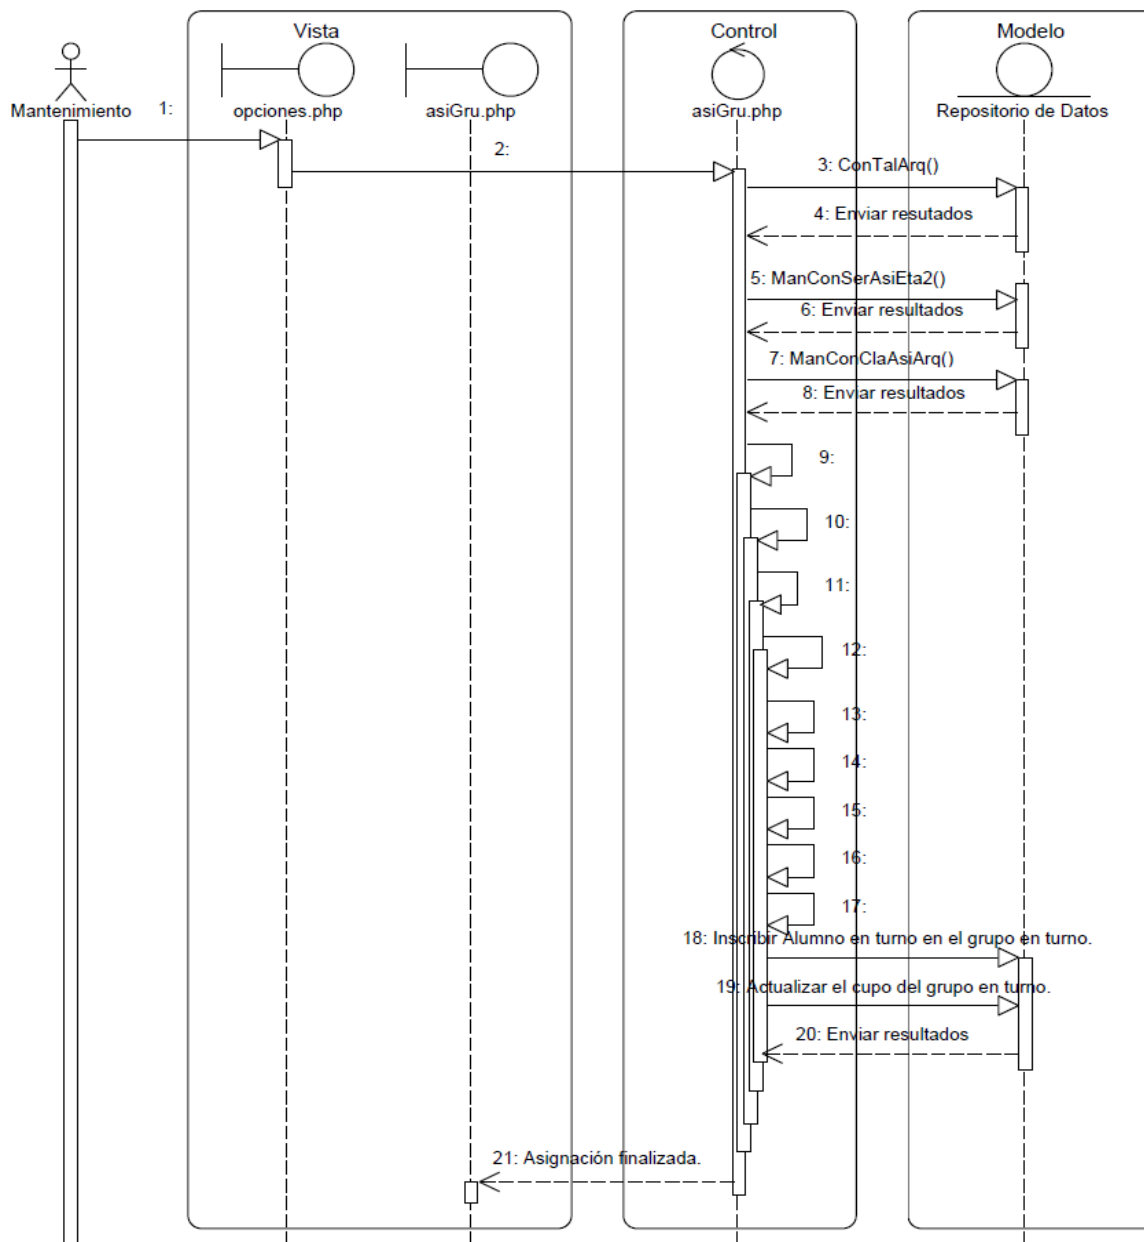 Vista
Control
Modelo
Mantenimiento
opciones.php
asiGru.php
asiGru.php
Repositorio de Datos
1:
2:
3: ConTalArq()
4: Enviar resutados
5: ManConSerAsiEta2()
6: Enviar resultados
7: ManConClaAsiArq()
8: Enviar resultados
9:
10:
11:
12:
13:
14:
15:
16:
17:
18: Inscribir Alumno en turno en el grupo en turno.
19: Actualizar el cupo del grupo en turno.
20: Enviar resultados
21: Asignación finalizada.